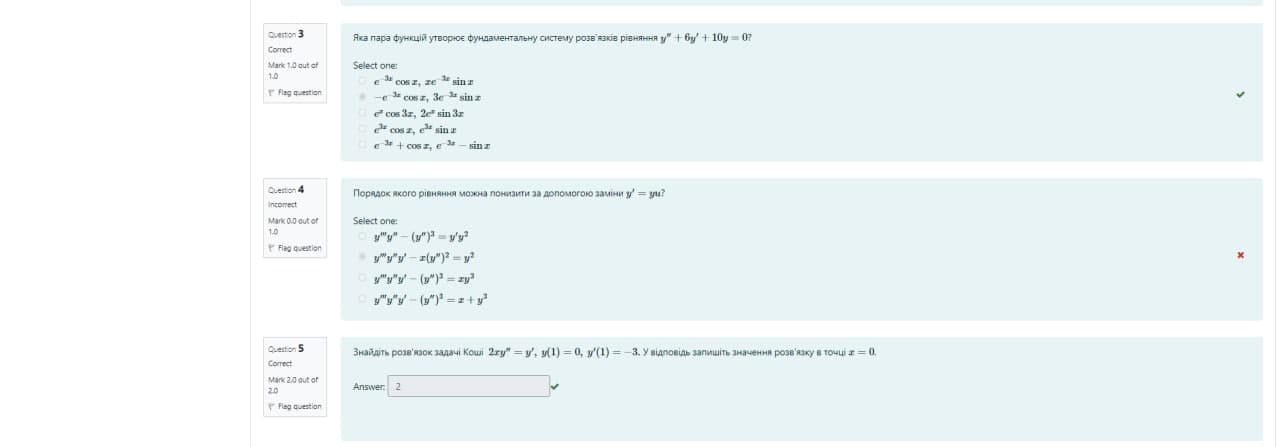 Question 3
Correct
Mark 1.0 out of
1.0
Flag question
Яка пара функцій утворює фундаментальну систему розв'язків рівняння y'' + 6y' + 10y = 0?
Select one:
e^{-3x} cos x, xe^{-3x} sin x
-e^{-3x} cos x, 3e^{-3x} sin x
e^x cos 3x, 2e^x sin 3x
e^{3x} cos x, e^{3x} sin x
e^{-3x} + cos x, e^{-3x} - sin x
Question 4
Incorrect
Mark 0.0 out of
1.0
Flag question
Порядок якого рівняння можна понизити за допомогою заміни y' = yu?
Select one:
y'''y'' - (y'')^3 = y'y^2
y'''y''y' - x(y'')^2 = y^2
y'''y''y' - (y'')^3 = xy^3
y'''y''y' - (y'')^3 = x + y^3
Question 5
Correct
Mark 2.0 out of
2.0
Flag question
Знайдіть розв'язок задачі Коші 2xy'' = y', y(1) = 0, y'(1) = -3. У відповідь запишіть значення розв'язку в точці x = 0.
Answer: 2